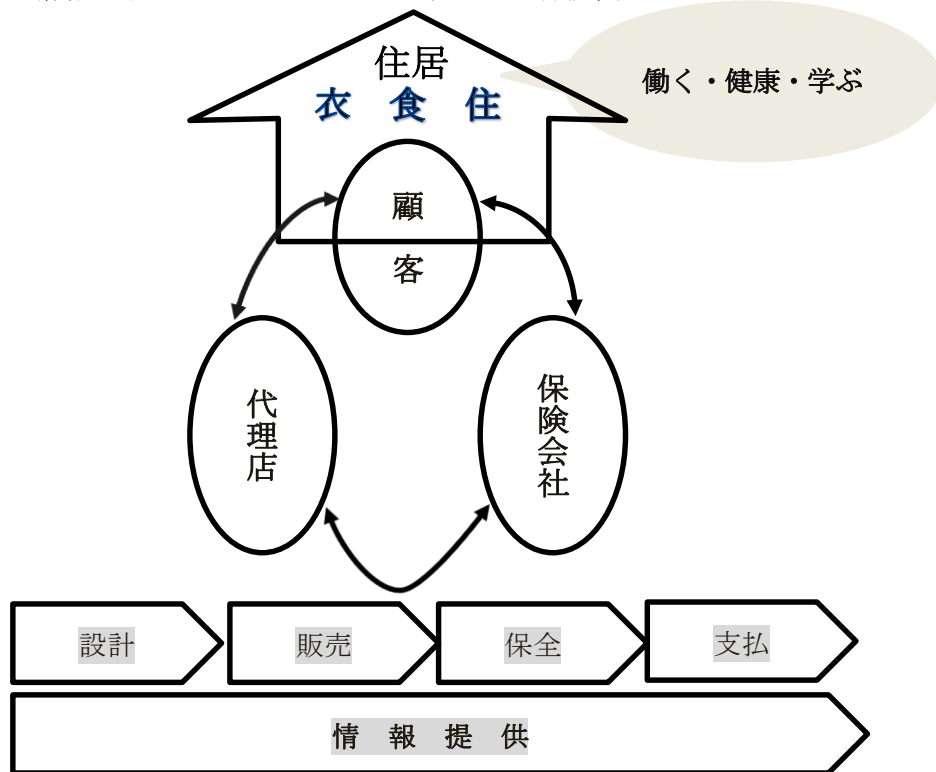 住居
衣 食 住
働く・健康・学ぶ
顧
客
代理店
保険会社
設計
販売
保全
支払
情 報 提 供